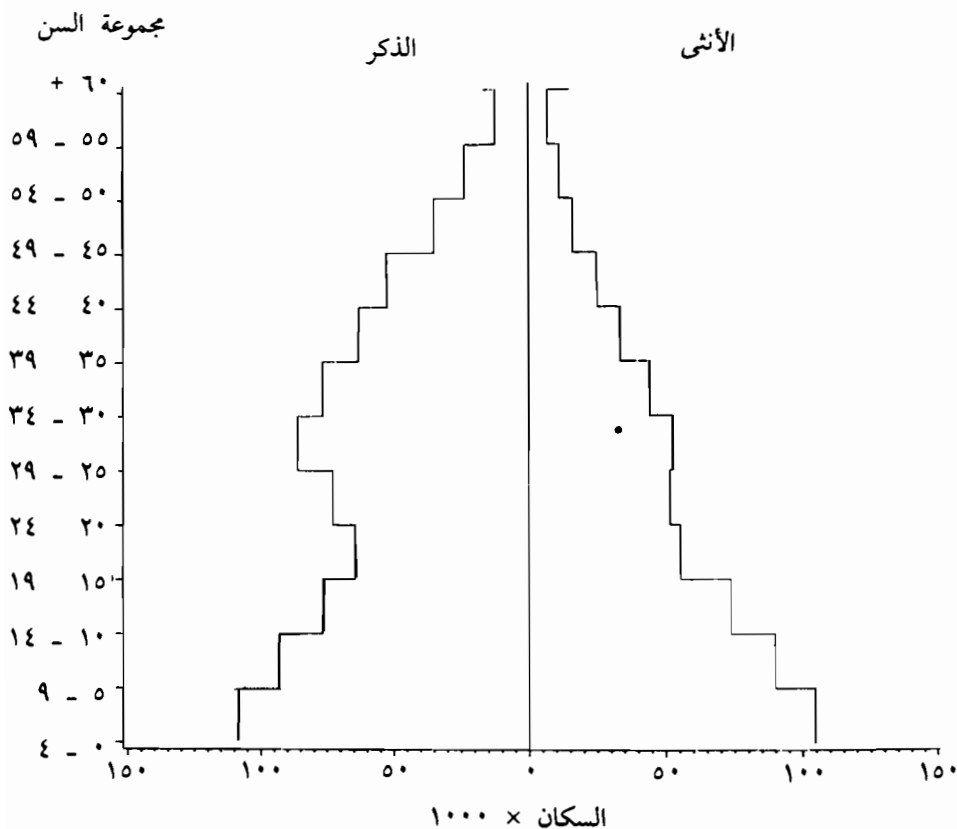 مجموعة السن
الذكر
الأنثى
٦٠ +
٥٥ - ٥٩
٥٠ - ٥٤
٤٥ - ٤٩
٤٠ ٤٤
٣٥ ٣٩
٣٠ - ٣٤
٢٥ - ٢٩
٢٠ ٢٤
١٥ ١٩
١٠ - ١٤
٥ - ٩
٠ - ٤
١٥٠ ١٠٠ ٥٠ ٠ ٥٠ ١٠٠ ١٥٠
السكان × ١٠٠٠